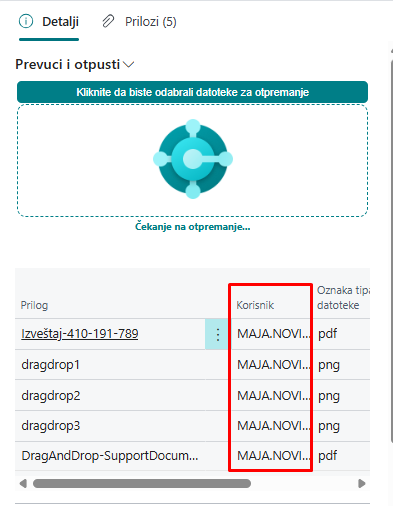 Detalji Prilozi (5)
Prevuci i otpusti
Kliknite da biste odabrali datoteke za otpremanje
Čekanje na otpremanje...
Prilog Korisnik Oznaka tipa datoteke
Izveštaj-410-191-789 MAJA.NOVI... pdf
dragdrop1 MAJA.NOVI... png
dragdrop2 MAJA.NOVI... png
dragdrop3 MAJA.NOVI... png
DragAndDrop-SupportDocum... MAJA.NOVI... pdf